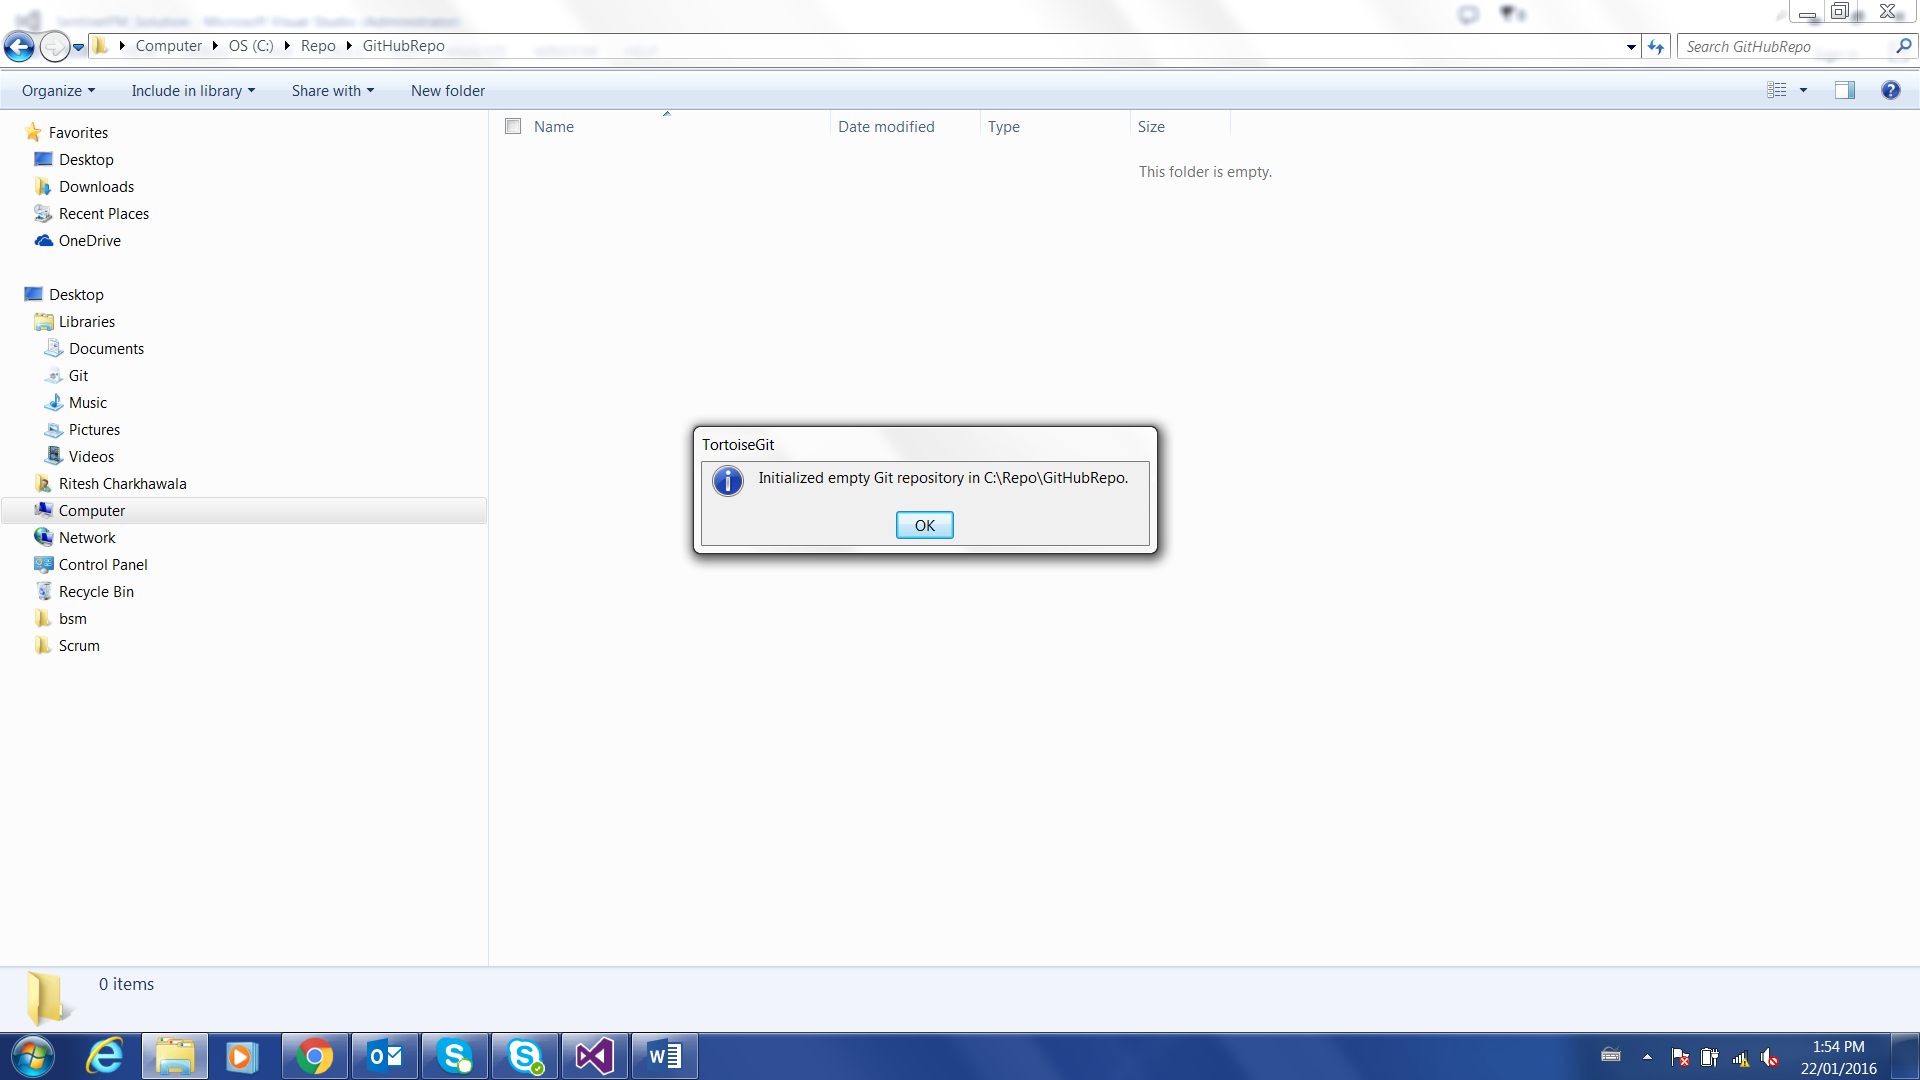 Computer OS (C:) Repo GitHubRepo
Search GitHubRepo
Organize Include in library Share with New folder
Name Date modified Type Size
This folder is empty.
Favorites
Desktop
Downloads
Recent Places
OneDrive
Desktop
Libraries
Documents
Git
Music
Pictures
Videos
Ritesh Charkhawala
Computer
Network
Control Panel
Recycle Bin
bsm
Scrum
TortoiseGit
Initialized empty Git repository in C:\Repo\GitHubRepo.
OK
0 items
1:54 PM
22/01/2016